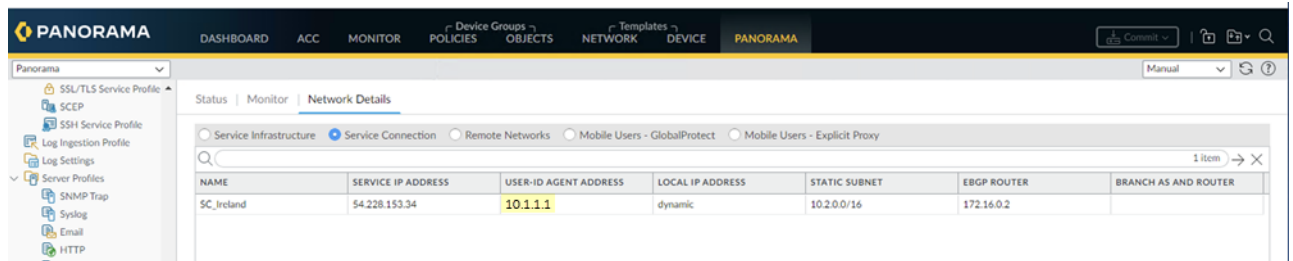 PANORAMA
DASHBOARD ACC MONITOR Device Groups POLICIES OBJECTS Templates NETWORK DEVICE PANORAMA Commit
Panorama Manual
SSL/TLS Service Profile
SCEP
SSH Service Profile
Log Ingestion Profile
Log Settings
Server Profiles
SNMP Trap
Syslog
Email
HTTP
Status | Monitor | Network Details
Service Infrastructure Service Connection Remote Networks Mobile Users - GlobalProtect Mobile Users - Explicit Proxy
1 item
NAME SERVICE IP ADDRESS USER-ID AGENT ADDRESS LOCAL IP ADDRESS STATIC SUBNET EBGP ROUTER BRANCH AS AND ROUTER
SC_Ireland 54.228.153.34 10.1.1.1 dynamic 10.2.0.0/16 172.16.0.2